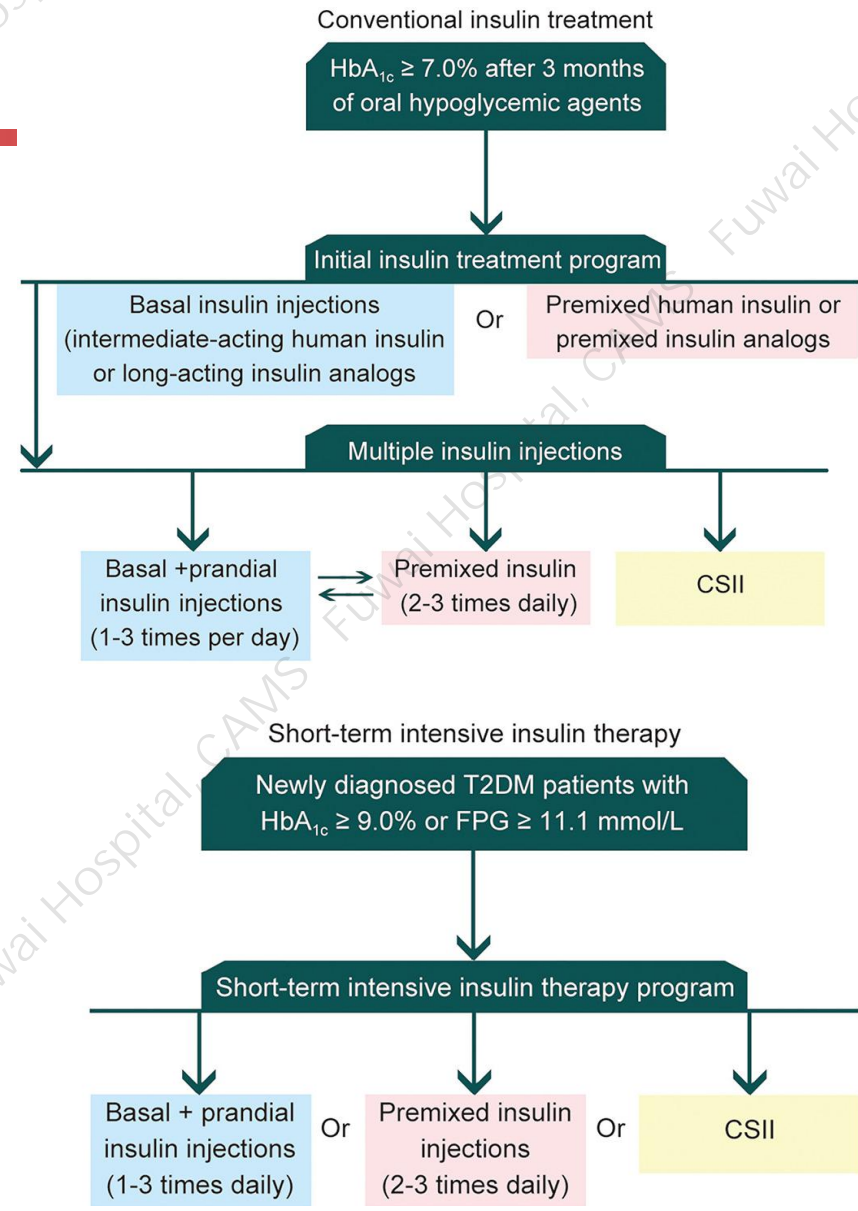 Conventional insulin treatment
HbA1c ≥ 7.0% after 3 months
of oral hypoglycemic agents
Initial insulin treatment program
Basal insulin injections
(intermediate-acting human insulin
or long-acting insulin analogs
Or
Premixed human insulin or
premixed insulin analogs
Multiple insulin injections
Basal +prandial
insulin injections
(1-3 times per day)
Premixed insulin
(2-3 times daily)
CSII
Short-term intensive insulin therapy
Newly diagnosed T2DM patients with
HbA1c ≥ 9.0% or FPG ≥ 11.1 mmol/L
Short-term intensive insulin therapy program
Basal + prandial
insulin injections
(1-3 times daily)
Or
Premixed insulin
injections
(2-3 times daily)
Or
CSII
Fuwai Hospital, CAMS
Fuwai Hospital, CAMS